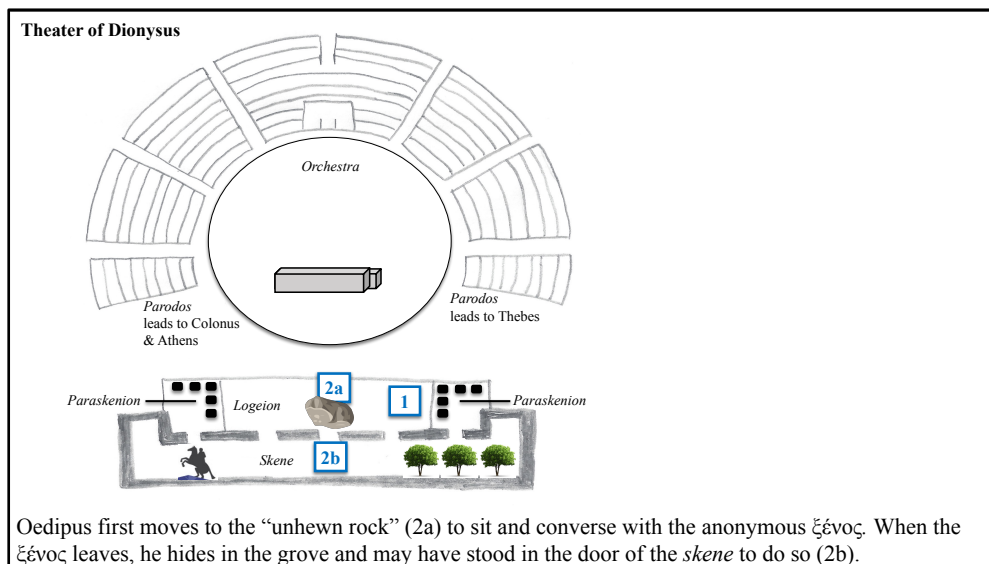 Theater of Dionysus
Orchestra
Parodos
leads to Colonus
& Athens
Parodos
leads to Thebes
2a
1
Paraskenion
Logeion
Paraskenion
Skene
2b
Oedipus first moves to the “unhewn rock” (2a) to sit and converse with the anonymous ξένος. When the
ξένος leaves, he hides in the grove and may have stood in the door of the skene to do so (2b).